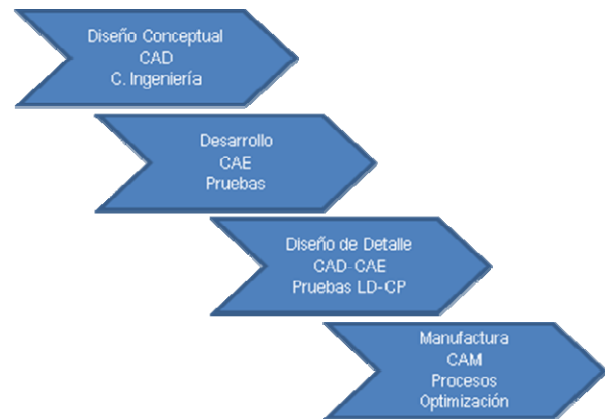 Diseño Conceptual
CAD
C. Ingeniería
Desarrollo
CAE
Pruebas
Diseño de Detalle
CAD-CAE
Pruebas LD-CP
Manufactura
CAM
Procesos
Optimización